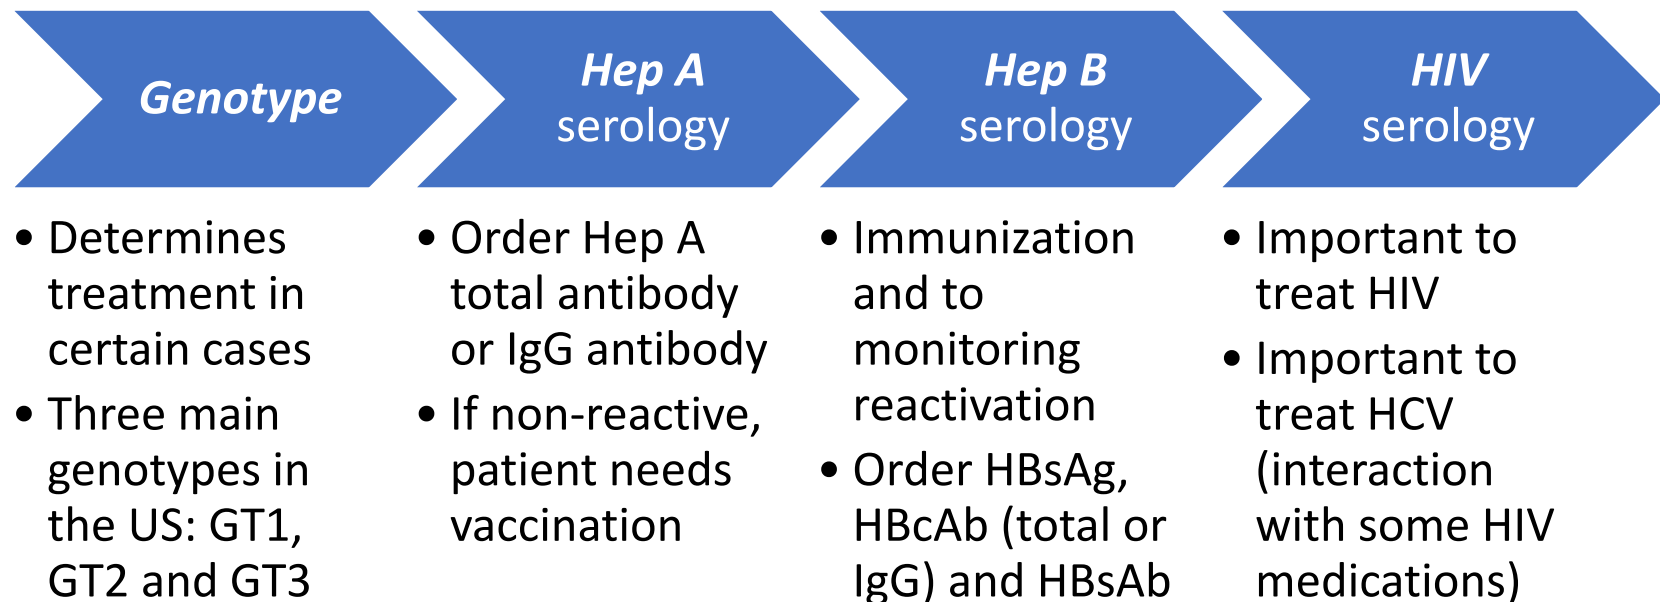 Genotype
• Determines
treatment in
certain cases
• Three main
genotypes in
the US: GT1,
GT2 and GT3
Hep A
serology
• Order Hep A
total antibody
or IgG antibody
• If non-reactive,
patient needs
vaccination
Hep B
serology
• Immunization
and to
monitoring
reactivation
• Order HBsAg,
HBcAb (total or
IgG) and HBsAb
HIV
serology
• Important to
treat HIV
• Important to
treat HCV
(interaction
with some HIV
medications)